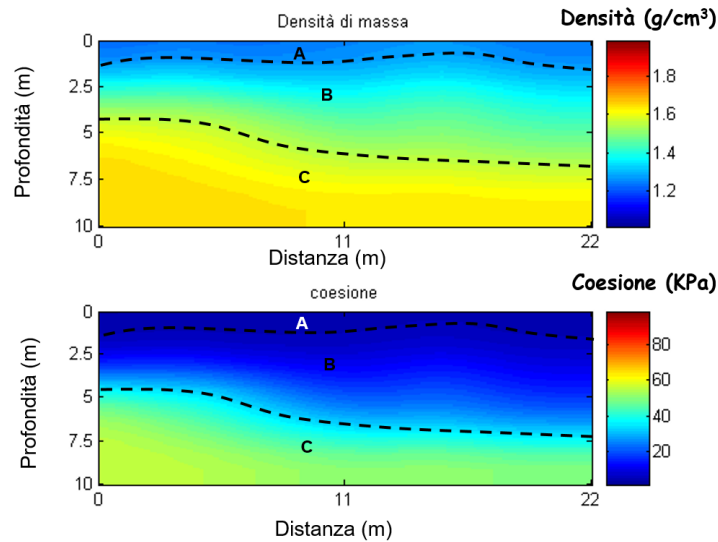 Densità di massa
Densità (g/cm³)
0
2.5
5
7.5
10
Profondità (m)
A
B
C
0
11
22
Distanza (m)
1.8
1.6
1.4
1.2
coesione
Coesione (KPa)
0
2.5
5
7.5
10
Profondità (m)
A
B
C
0
11
22
Distanza (m)
80
60
40
20